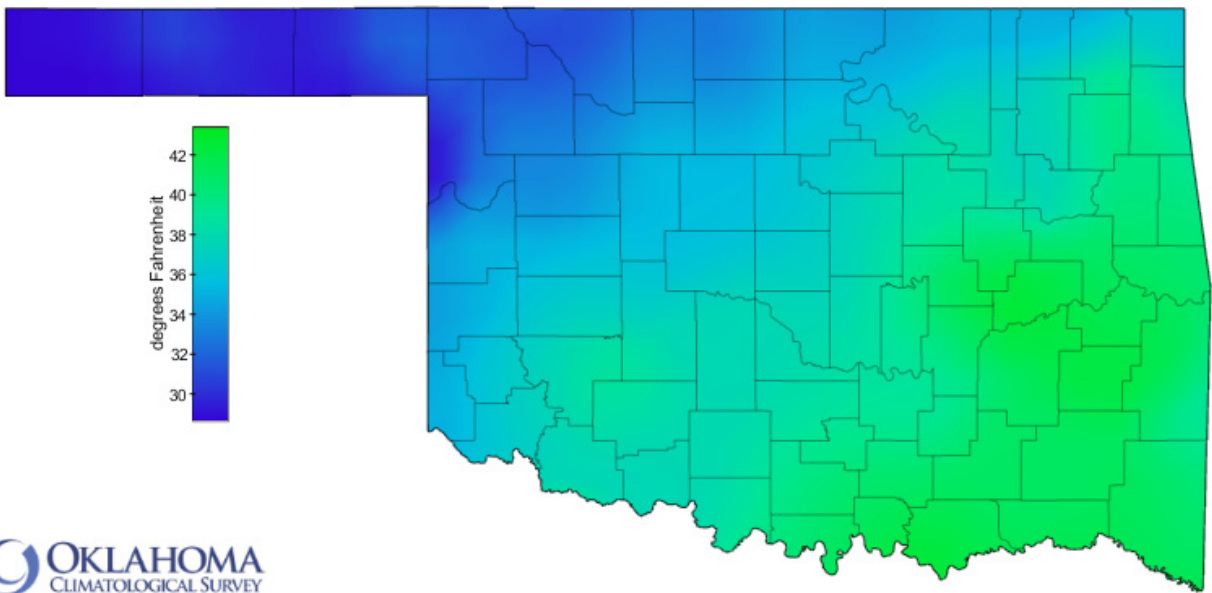 degrees Fahrenheit
42
40
38
36
34
32
30
OKLAHOMA
CLIMATOLOGICAL SURVEY